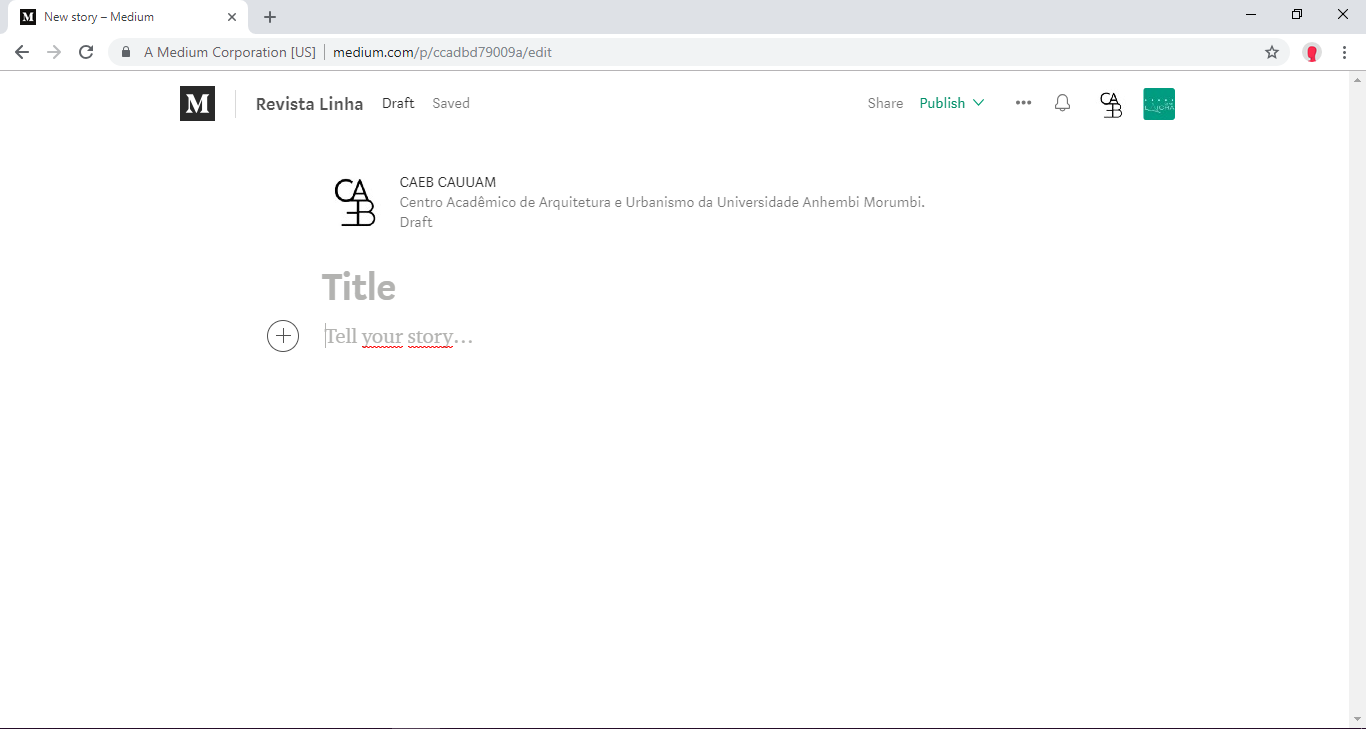 New story – Medium
A Medium Corporation [US] medium.com/p/ccadbd79009a/edit
M Revista Linha Draft Saved Share Publish
CAEB
CAEB CAUUAM
Centro Acadêmico de Arquitetura e Urbanismo da Universidade Anhembi Morumbi.
Draft
Title
Tell your story...